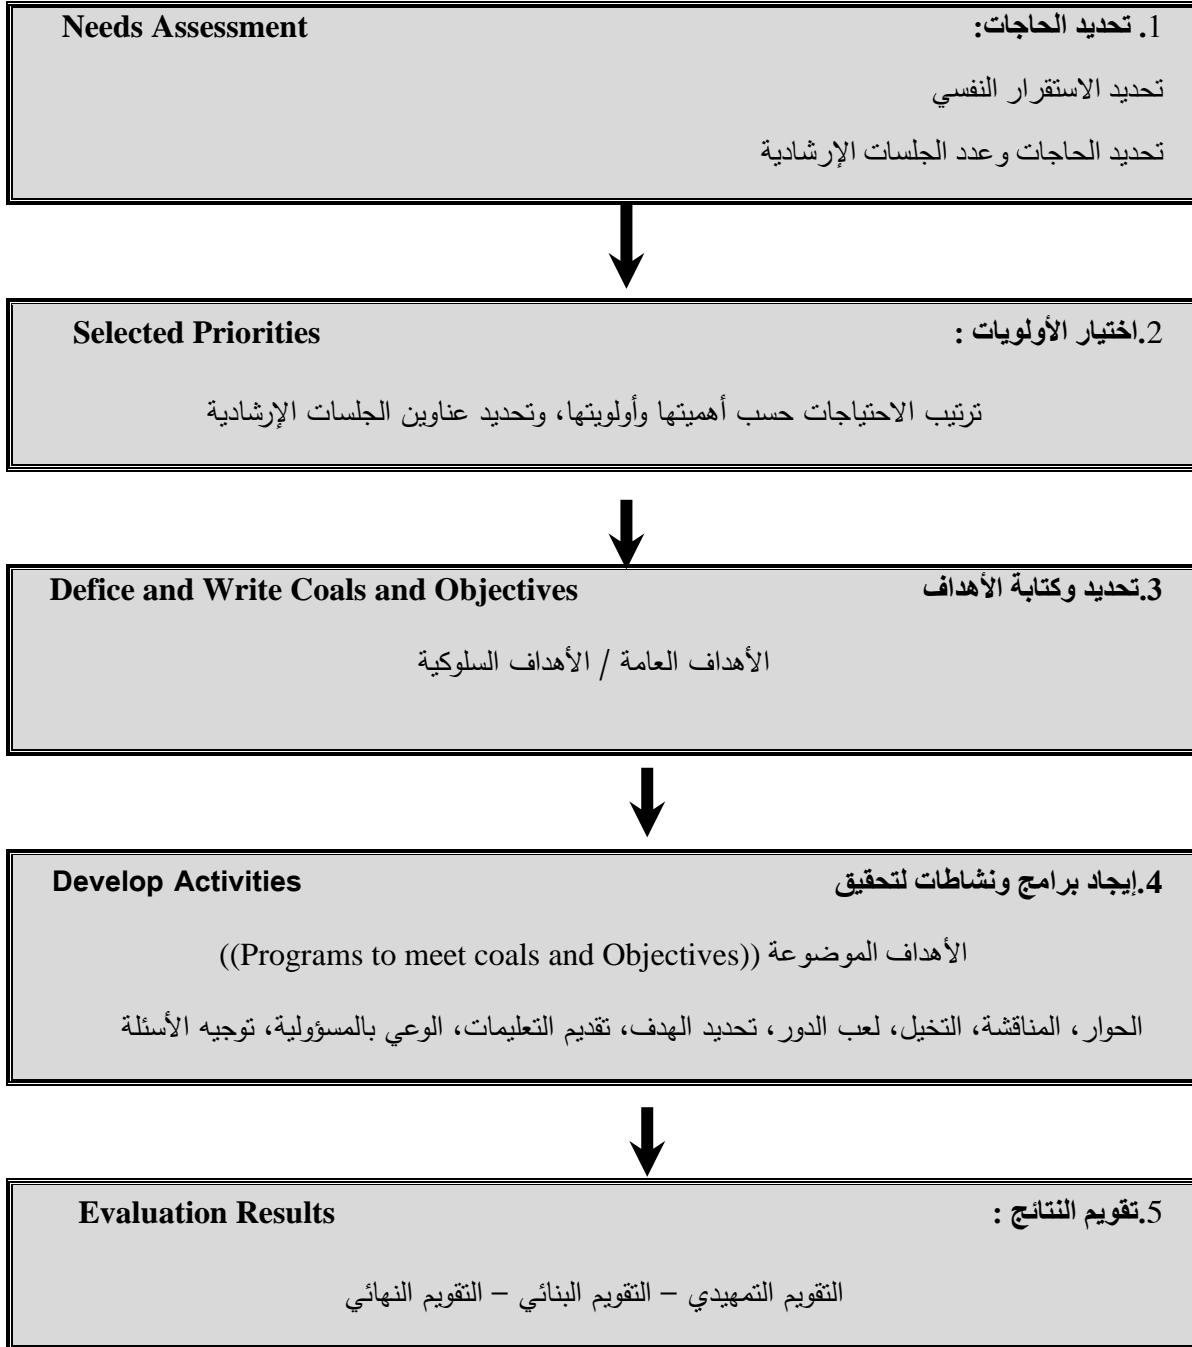 1. تحديد الحاجات: Needs Assessment
تحديد الاستقرار النفسي
تحديد الحاجات وعدد الجلسات الإرشادية
2.اختيار الأولويات : Selected Priorities
ترتيب الاحتياجات حسب أهميتها وأولويتها، وتحديد عناوين الجلسات الإرشادية
3.تحديد وكتابة الأهداف Defice and Write Coals and Objectives
الأهداف العامة / الأهداف السلوكية
4.إيجاد برامج ونشاطات لتحقيق Develop Activities
الأهداف الموضوعة ((Programs to meet coals and Objectives))
الحوار، المناقشة، التخيل، لعب الدور، تحديد الهدف، تقديم التعليمات، الوعي بالمسؤولية، توجيه الأسئلة
5.تقويم النتائج : Evaluation Results
التقويم التمهيدي – التقويم البنائي – التقويم النهائي